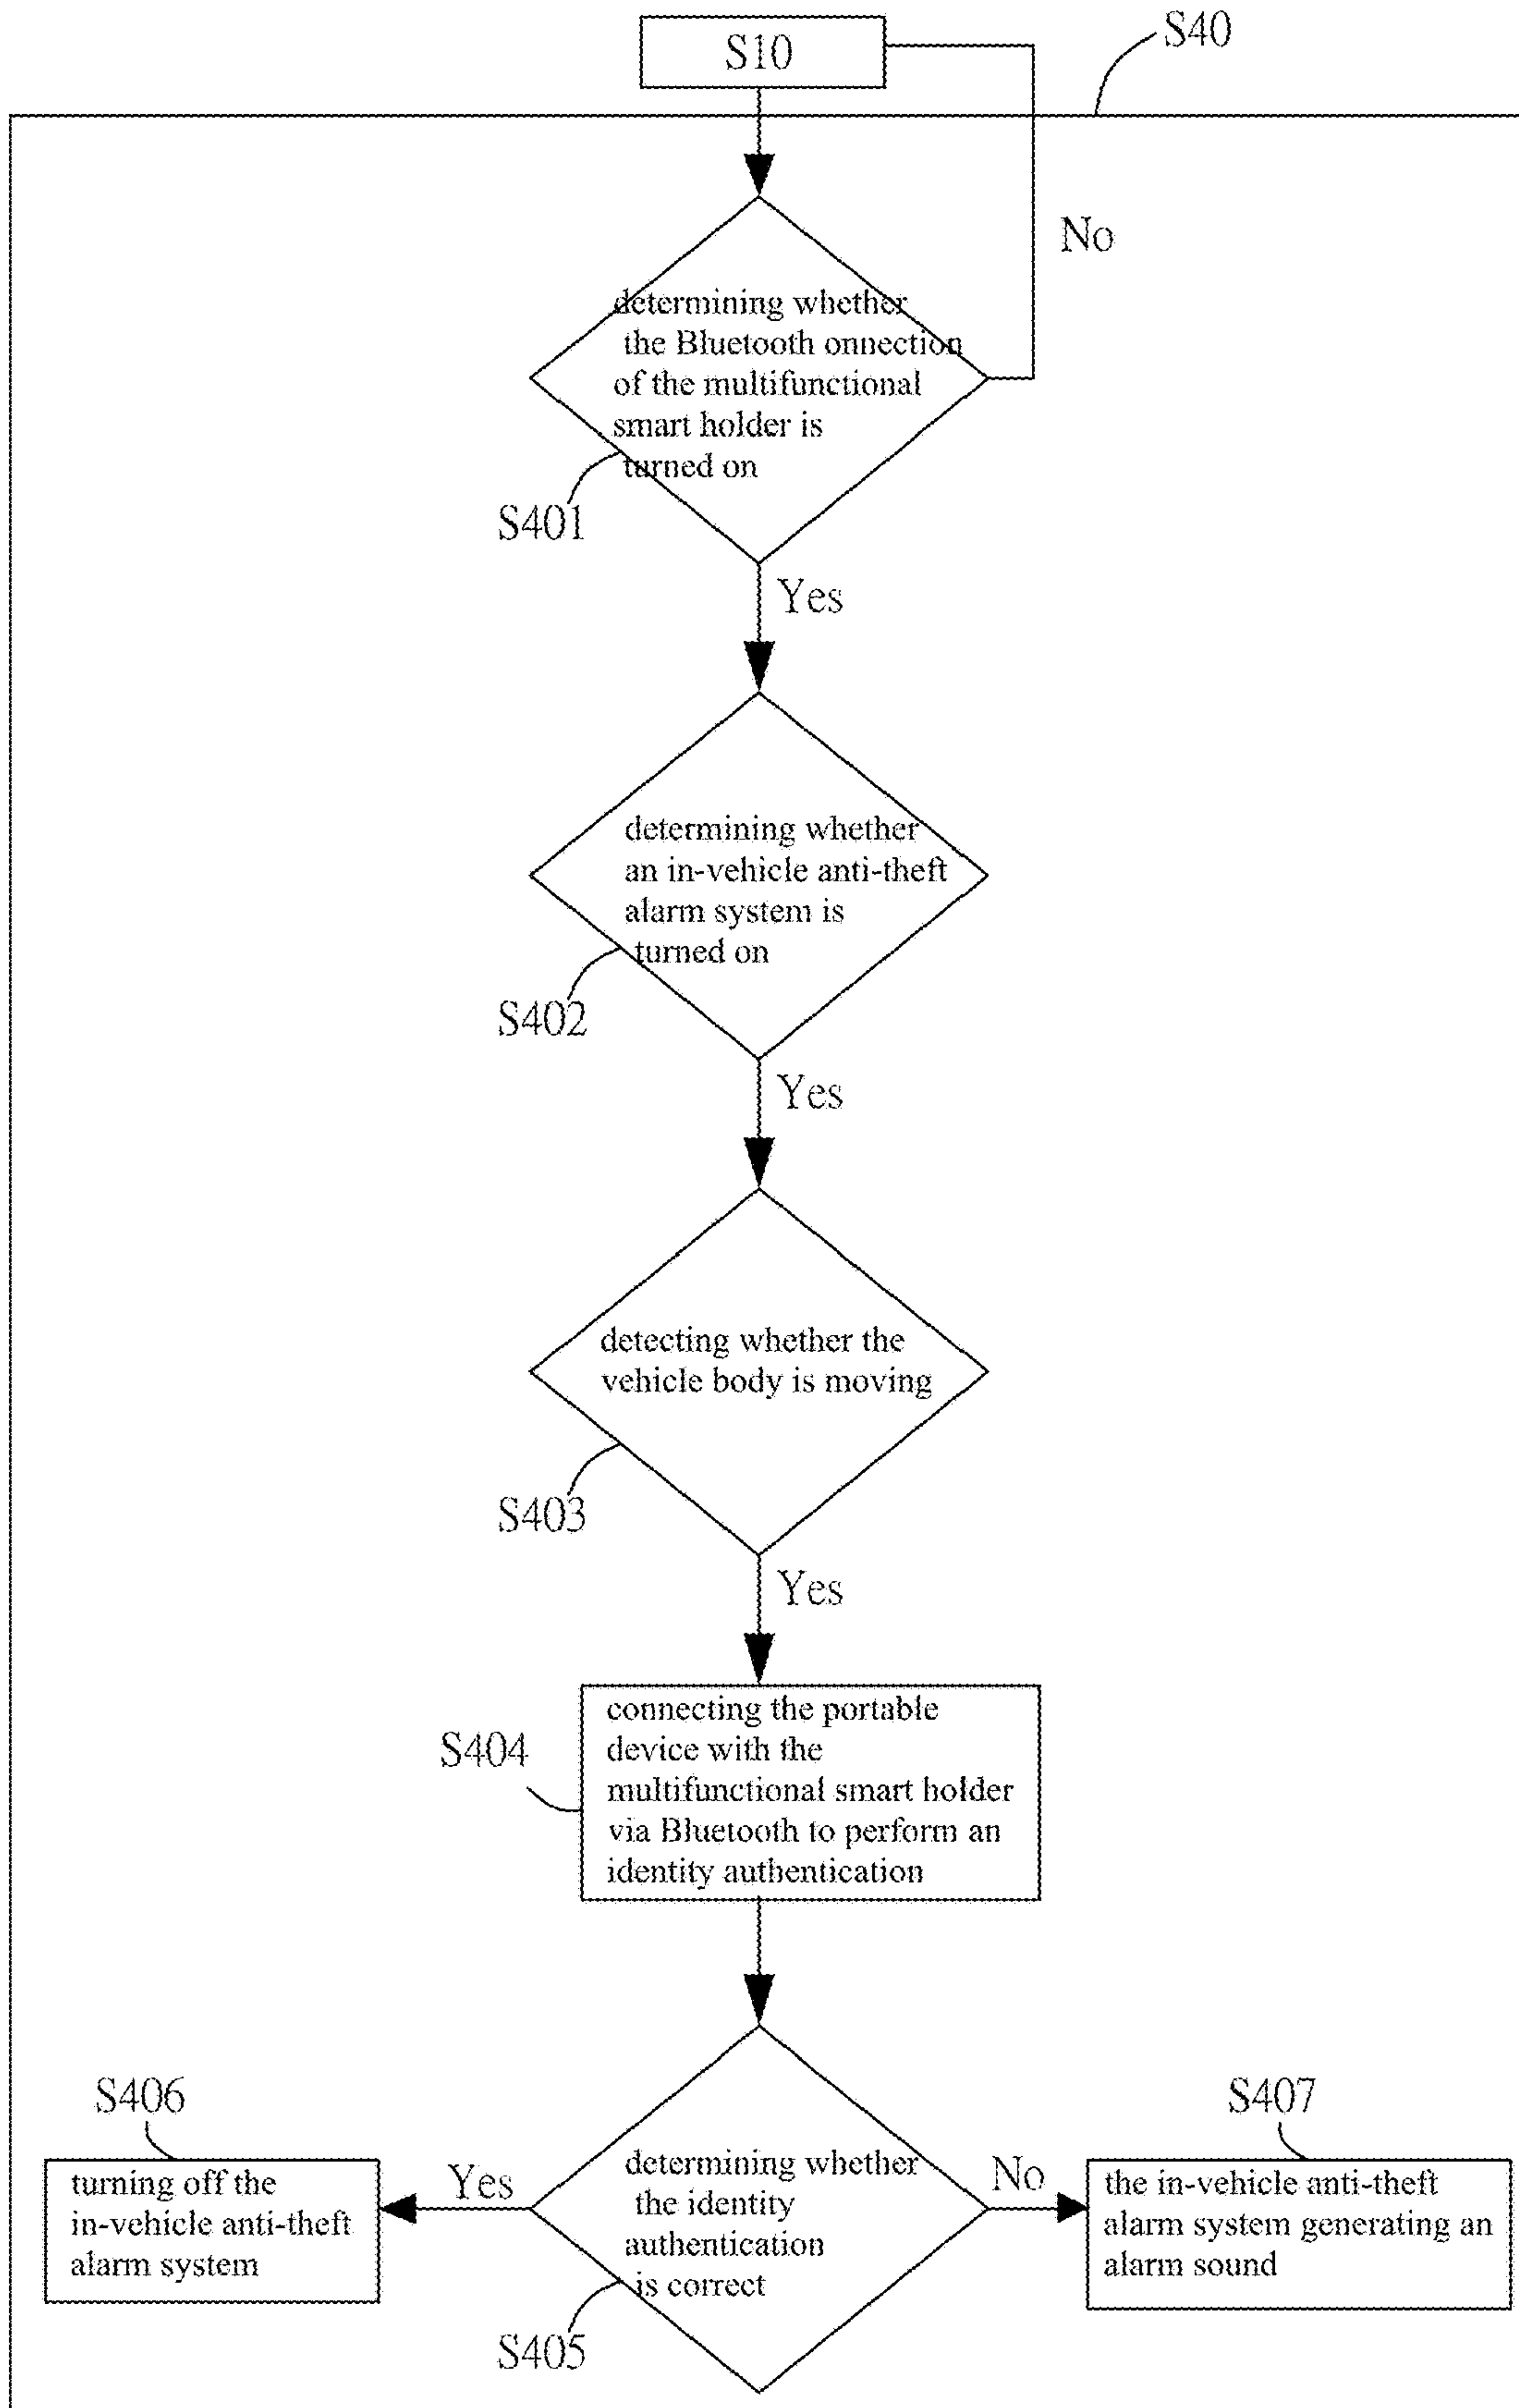 S10
S40
No
determining whether
the Bluetooth onnection
of the multifunctional
smart holder is
turned on
S401
Yes
determining whether
an in-vehicle anti-theft
alarm system is
turned on
S402
Yes
detecting whether the
vehicle body is moving
S403
Yes
connecting the portable
device with the
multifunctional smart holder
via Bluetooth to perform an
identity authentication
S404
S406
turning off the
in-vehicle anti-theft
alarm system
Yes
determining whether
the identity
authentication
is correct
S405
No
S407
the in-vehicle anti-theft
alarm system generating an
alarm sound